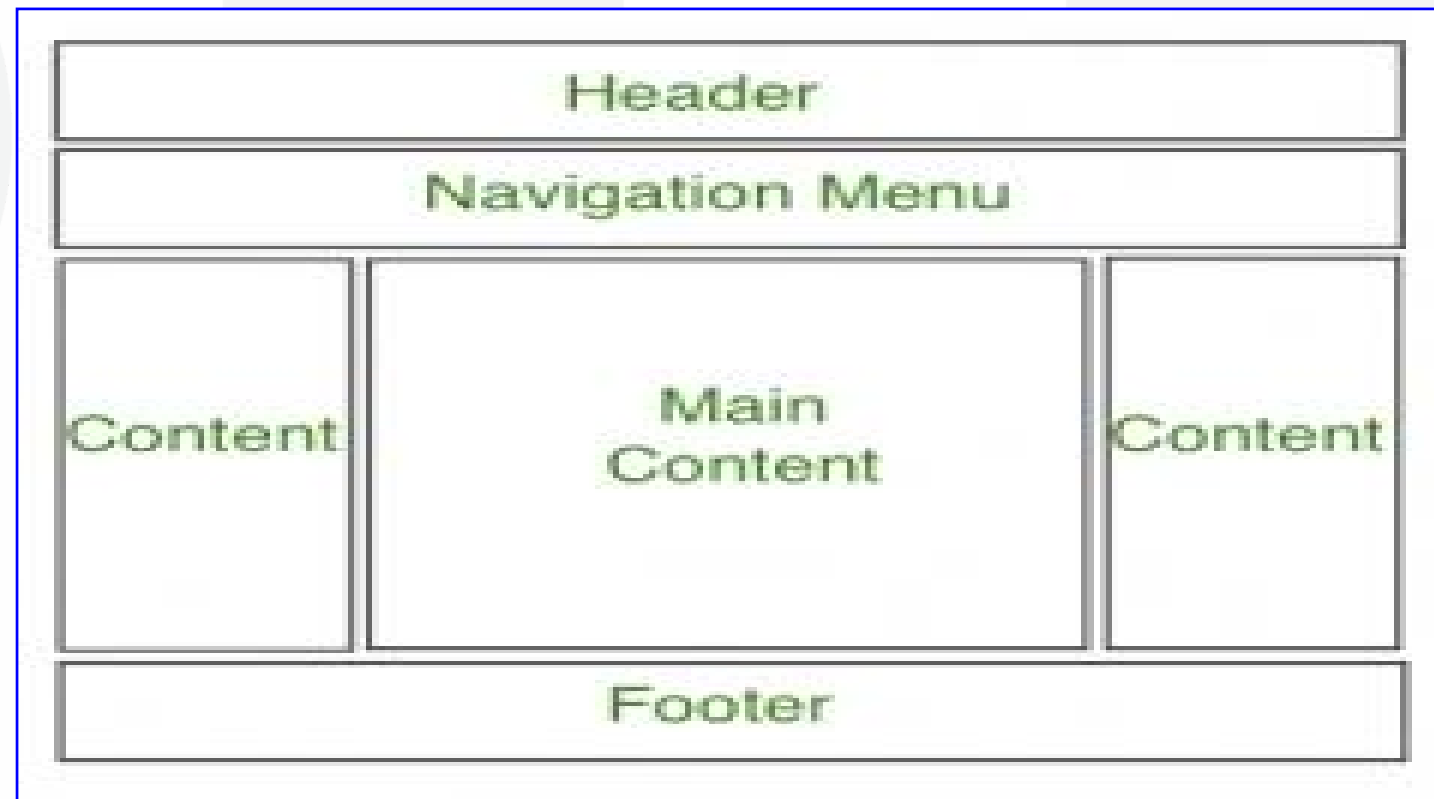 Header
Navigation Menu
Content
Main
Content
Content
Footer